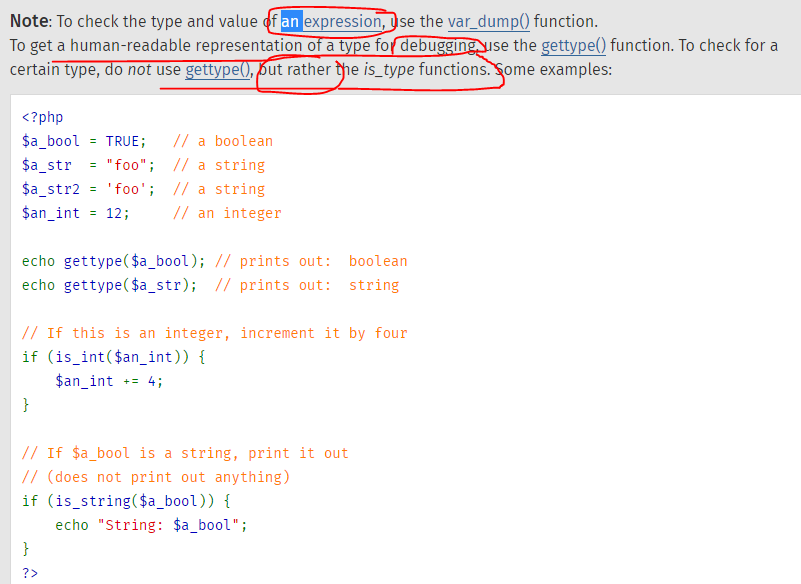 Note: To check the type and value of an expression, use the var_dump() function.
To get a human-readable representation of a type for debugging, use the gettype() function. To check for a
certain type, do not use gettype(), but rather the is_type functions. Some examples:
<?php
$a_bool = TRUE;   // a boolean
$a_str  = "foo";  // a string
$a_str2 = 'foo';  // a string
$an_int = 12;     // an integer
echo gettype($a_bool); // prints out:  boolean
echo gettype($a_str);  // prints out:  string
// If this is an integer, increment it by four
if (is_int($an_int)) {
    $an_int += 4;
}
// If $a_bool is a string, print it out
// (does not print out anything)
if (is_string($a_bool)) {
    echo "String: $a_bool";
}
?>